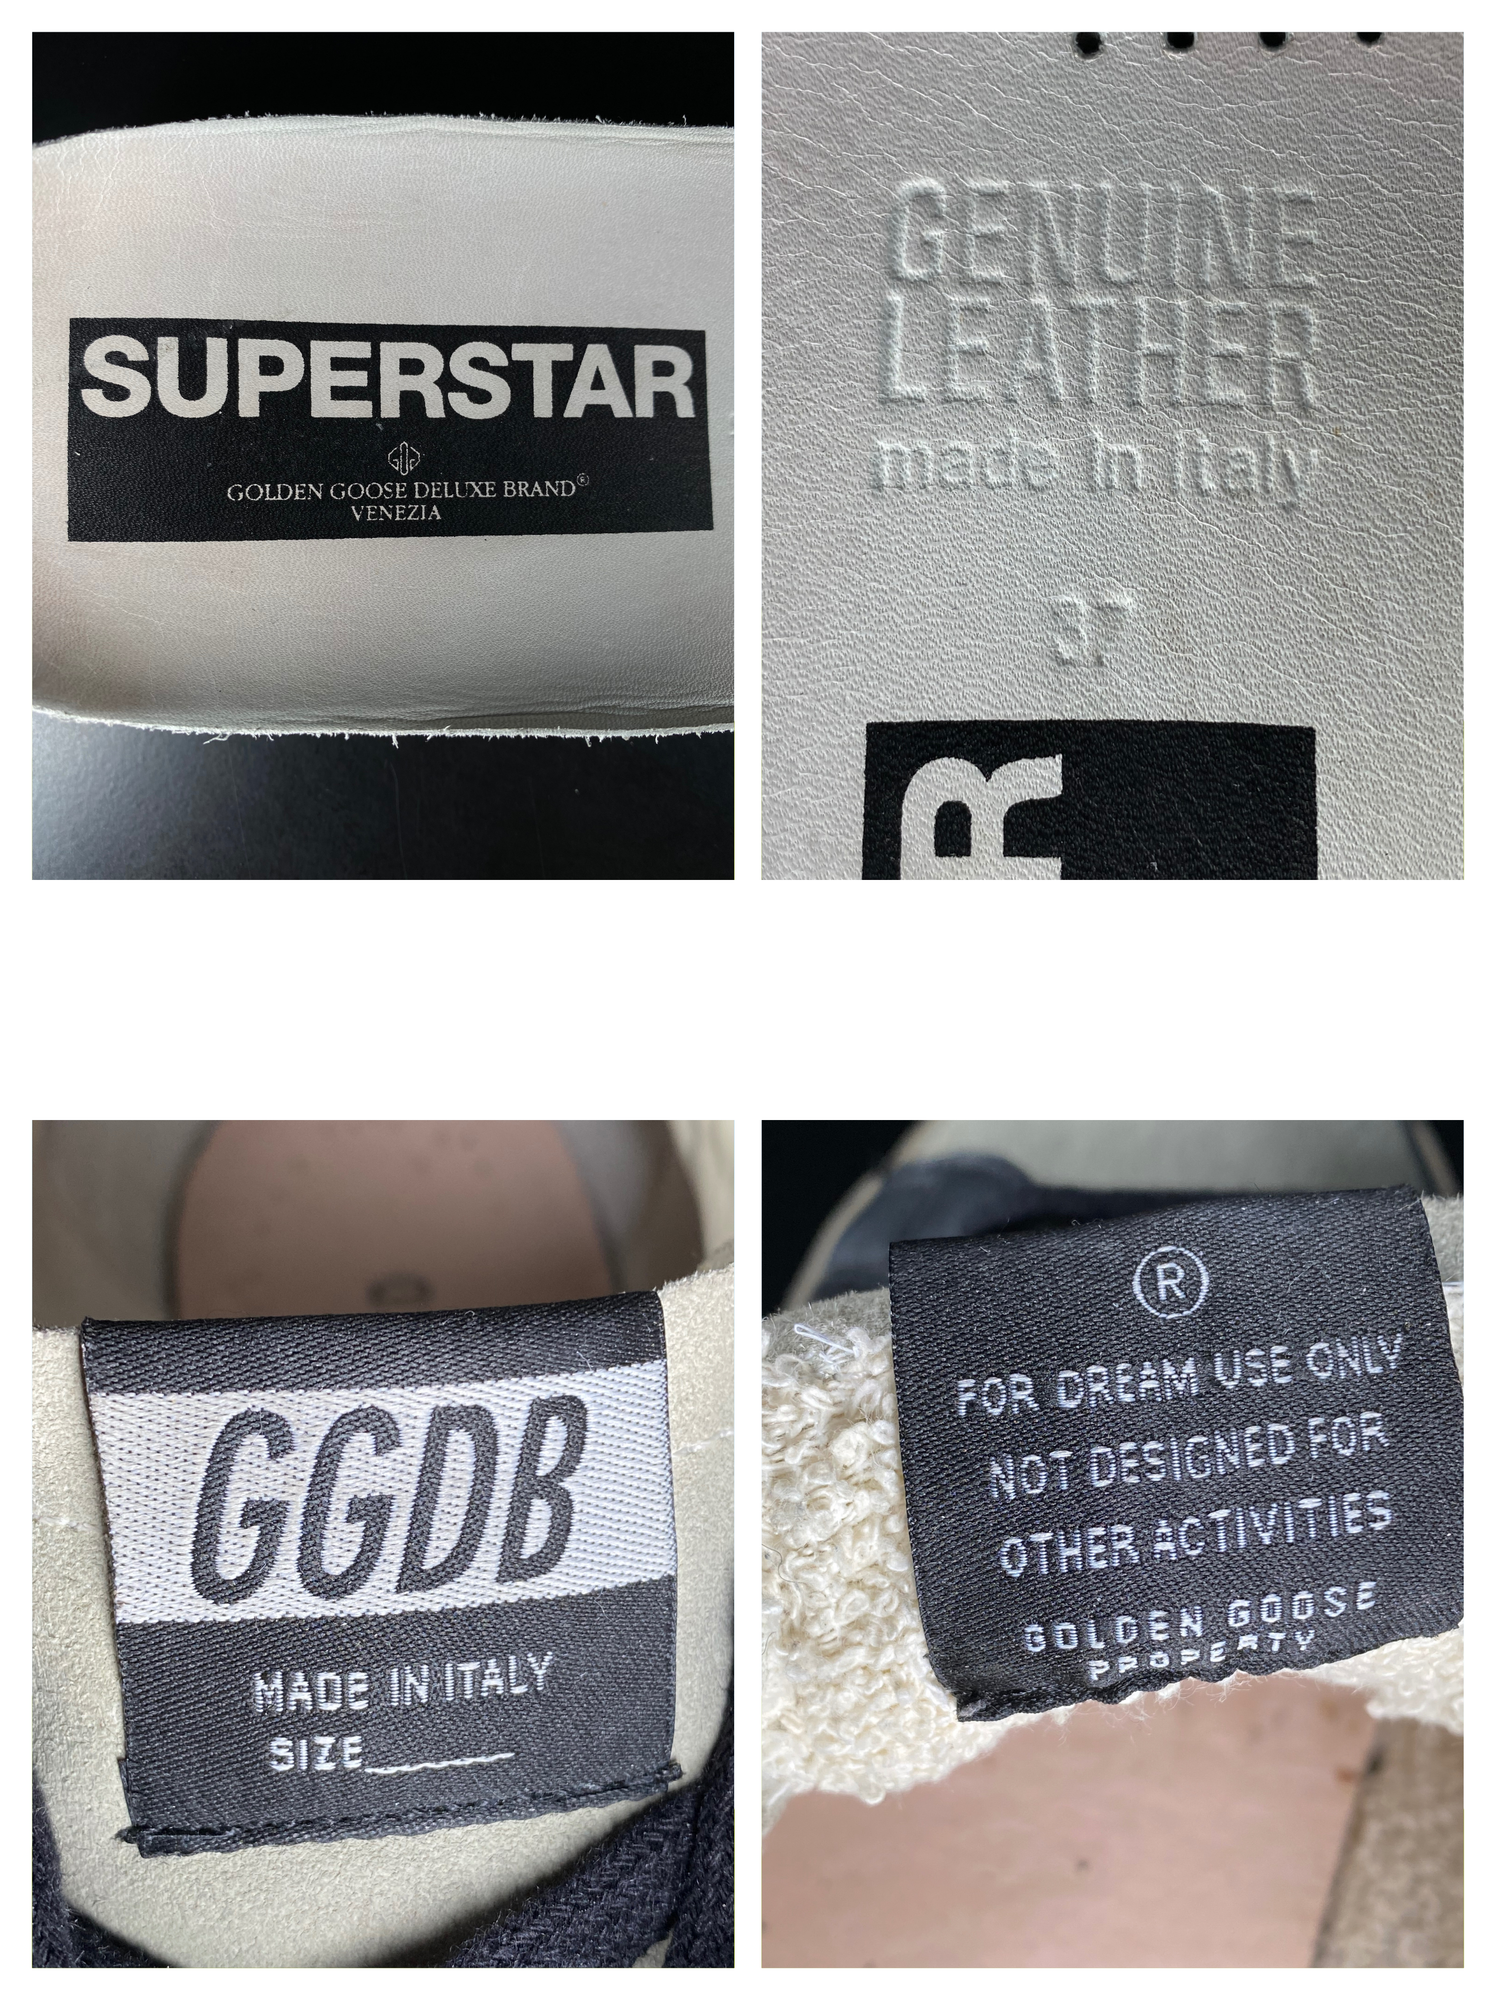 SUPERSTAR
GOLDEN GOOSE DELUXE BRAND®
VENEZIA
GENUINE
LEATHER
made in italy
37
R
GGDB
MADE IN ITALY
SIZE
®
FOR DREAM USE ONLY
NOT DESIGNED FOR
OTHER ACTIVITIES
GOLDEN GOOSE
PROPERTY